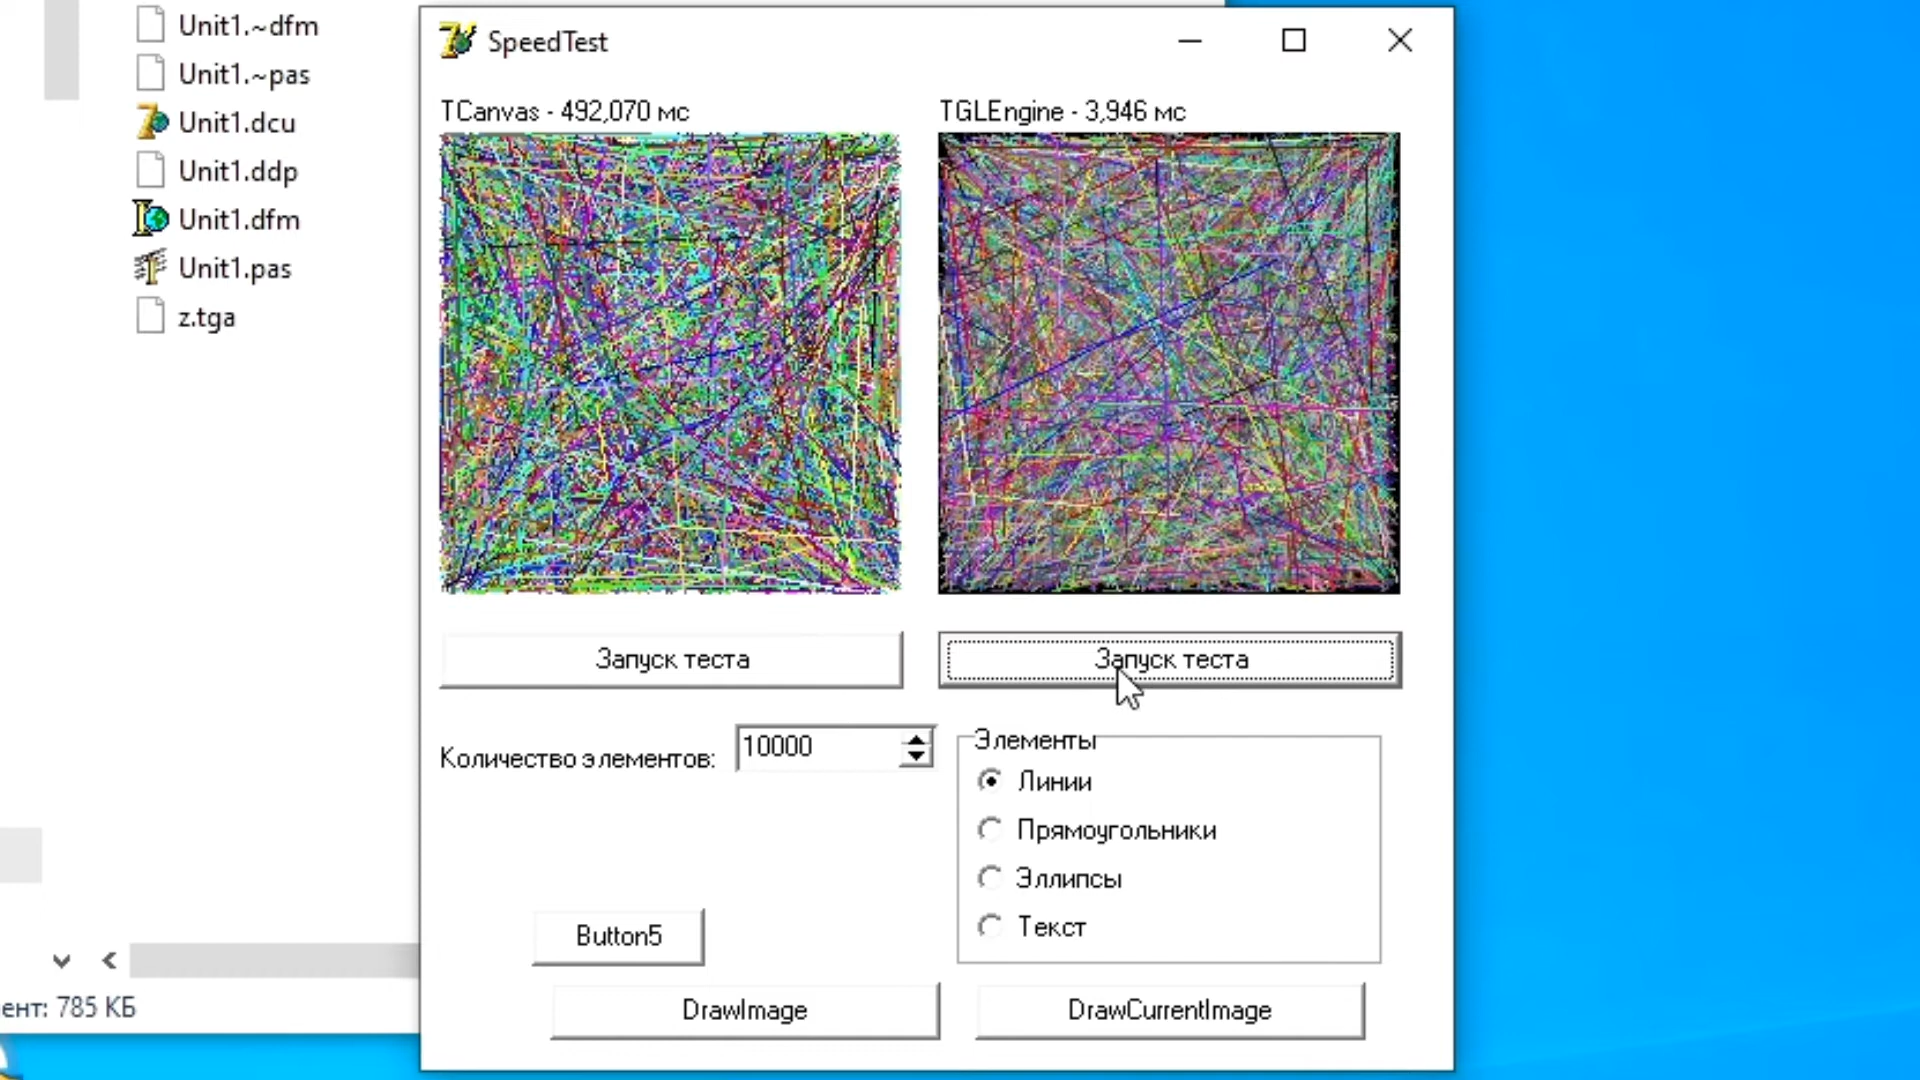 Unit1.~dfm
Unit1.~pas
Unit1.dcu
Unit1.ddp
Unit1.dfm
Unit1.pas
z.tga
ент: 785 КБ
SpeedTest
TCanvas - 492,070 мс
TGLEngine - 3,946 мс
Запуск теста
Запуск теста
Количество элементов:
10000
Элементы
Линии
Прямоугольники
Эллипсы
Текст
Button5
DrawImage
DrawCurrentImage